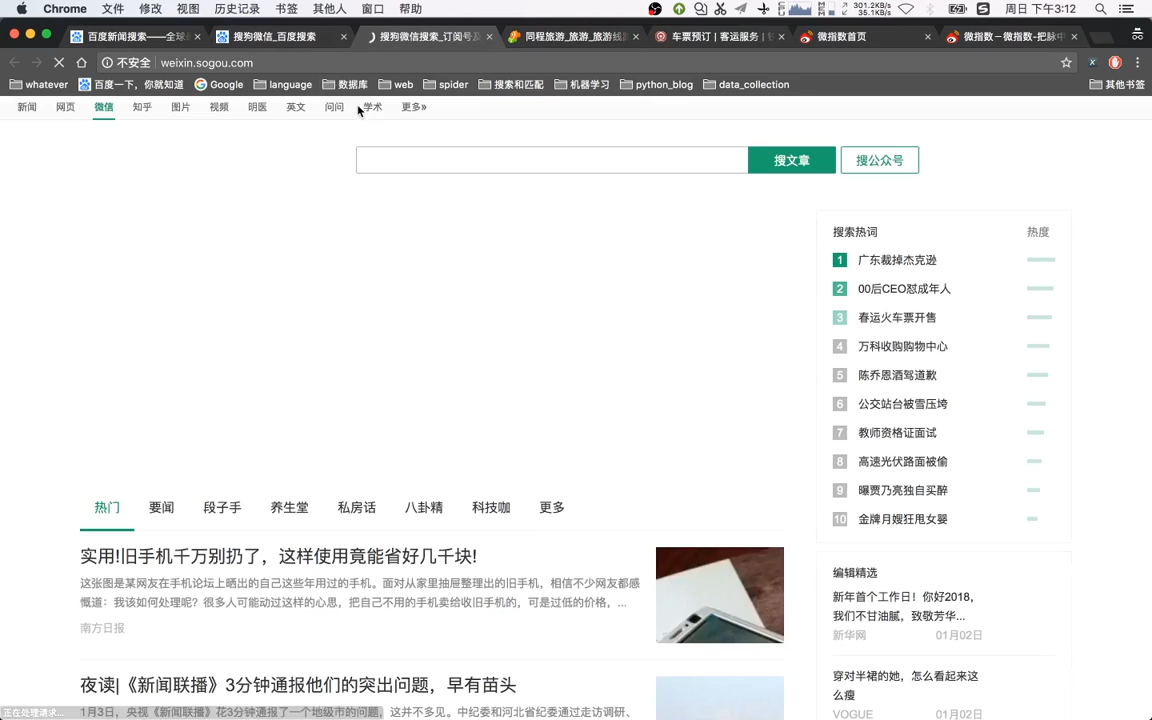 Chrome 文件 修改 视图 历史记录 书签 其他人 窗口 帮助 301.2KB/s 35.1KB/s 周日 下午3:12
百度新闻搜索——全球 搜狗微信_百度搜索 搜狗微信搜索_订阅号及 同程旅游_旅游_旅游线 车票预订 | 客运服务 | 微指数首页 微指数－微指数-把脉中
不安全 weixin.sogou.com
whatever 百度一下，你就知道 Google language 数据库 web spider 搜索和匹配 机器学习 python_blog data_collection 其他书签
新闻 网页 微信 知乎 图片 视频 明医 英文 问问 学术 更多»
搜文章 搜公众号
搜索热词 热度
1 广东裁掉杰克逊
2 00后CEO怼成年人
3 春运火车票开售
4 万科收购购物中心
5 陈乔恩酒驾道歉
6 公交站台被雪压垮
7 教师资格证面试
8 高速光伏路面被偷
9 曝贾乃亮独自买醉
10 金牌月嫂狂甩女婴
热门 要闻 段子手 养生堂 私房话 八卦精 科技咖 更多
实用!旧手机千万别扔了，这样使用竟能省好几千块!
这张图是某网友在手机论坛上晒出的自己这些年用过的手机。面对从家里抽屉整理出的旧手机，相信不少网友都感
慨道：我该如何处理呢？很多人可能动过这样的心思，把自己不用的手机卖给收旧手机的，可是过低的价格，...
南方日报
编辑精选
新年首个工作日！你好2018，
我们不甘油腻，致敬芳华...
新华网 01月02日
穿对半裙的她，怎么看起来这
么瘦
VOGUE 01月02日
夜读|《新闻联播》3分钟通报他们的突出问题，早有苗头
1月3日，央视《新闻联播》花3分钟通报了一个地级市的问题，这并不多见。中纪委和河北省纪委通过走访调研、
正在处理请求...